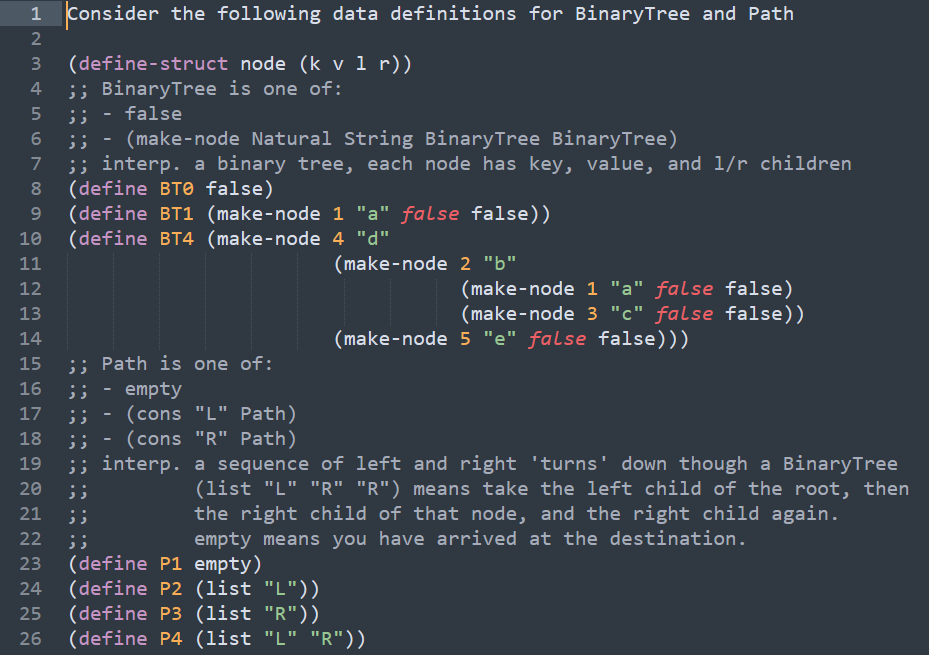 1 Consider the following data definitions for BinaryTree and Path
2
3 (define-struct node (k v l r))
4 ;; BinaryTree is one of:
5 ;; - false
6 ;; - (make-node Natural String BinaryTree BinaryTree)
7 ;; interp. a binary tree, each node has key, value, and l/r children
8 (define BT0 false)
9 (define BT1 (make-node 1 "a" false false))
10 (define BT4 (make-node 4 "d"
11 (make-node 2 "b"
12 (make-node 1 "a" false false)
13 (make-node 3 "c" false false))
14 (make-node 5 "e" false false)))
15 ;; Path is one of:
16 ;; - empty
17 ;; - (cons "L" Path)
18 ;; - (cons "R" Path)
19 ;; interp. a sequence of left and right 'turns' down though a BinaryTree
20 ;; (list "L" "R" "R") means take the left child of the root, then
21 ;; the right child of that node, and the right child again.
22 ;; empty means you have arrived at the destination.
23 (define P1 empty)
24 (define P2 (list "L"))
25 (define P3 (list "R"))
26 (define P4 (list "L" "R"))